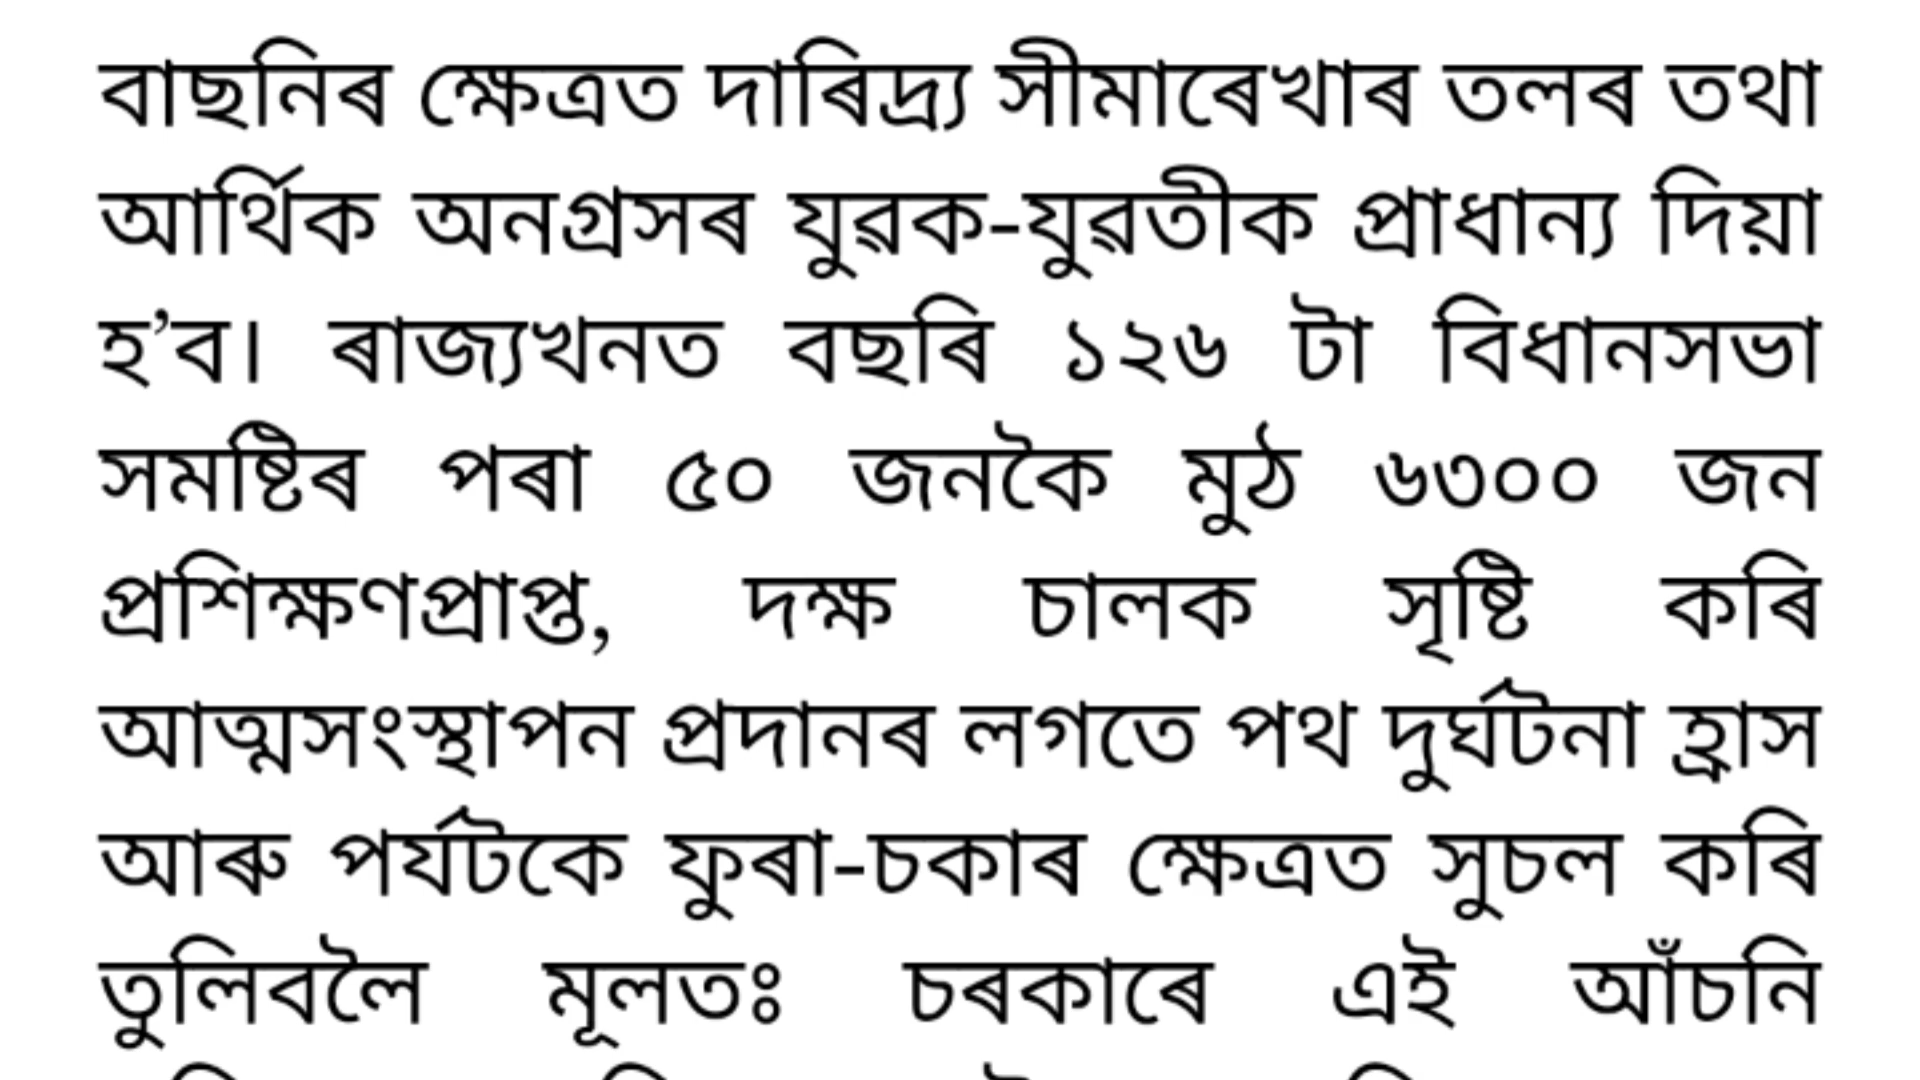 বাছনিৰ ক্ষেত্ৰত দাৰিদ্ৰ্য সীমাৰেখাৰ তলৰ তথা
আৰ্থিক অনগ্ৰসৰ যুৱক-যুৱতীক প্ৰাধান্য দিয়া
হ’ব। ৰাজ্যখনত বছৰি ১২৬ টা বিধানসভা
সমষ্টিৰ পৰা ৫০ জনকৈ মুঠ ৬৩০০ জন
প্ৰশিক্ষণপ্ৰাপ্ত, দক্ষ চালক সৃষ্টি কৰি
আত্মসংস্থাপন প্ৰদানৰ লগতে পথ দুৰ্ঘটনা হ্ৰাস
আৰু পৰ্যটকে ফুৰা-চকাৰ ক্ষেত্ৰত সুচল কৰি
তুলিবলৈ মূলতঃ চৰকাৰে এই আঁচনি